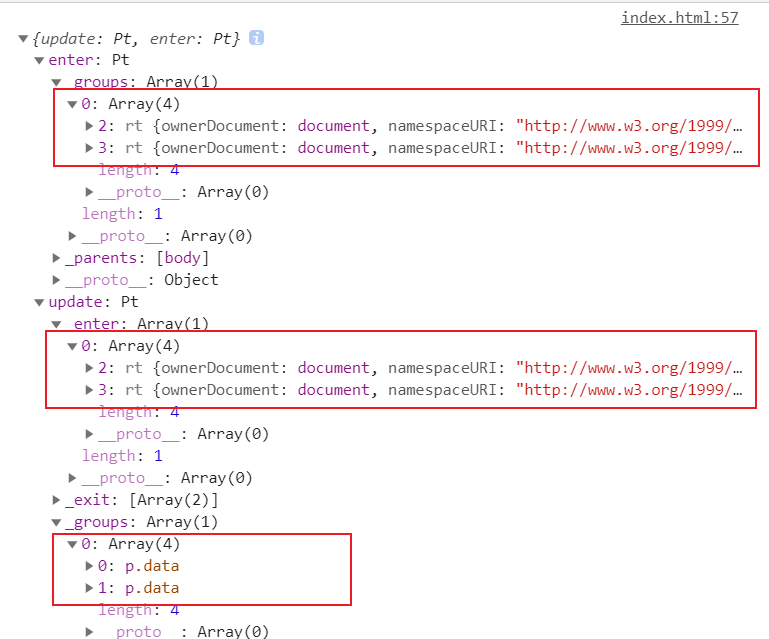 index.html:57
▼{update: Pt, enter: Pt} i
▼enter: Pt
▼_groups: Array(1)
▼0: Array(4)
▶2: rt {ownerDocument: document, namespaceURI: "http://www.w3.org/1999/…
▶3: rt {ownerDocument: document, namespaceURI: "http://www.w3.org/1999/…
length: 4
▶__proto__: Array(0)
length: 1
▶__proto__: Array(0)
▶_parents: [body]
▶__proto__: Object
▼update: Pt
▼_enter: Array(1)
▼0: Array(4)
▶2: rt {ownerDocument: document, namespaceURI: "http://www.w3.org/1999/…
▶3: rt {ownerDocument: document, namespaceURI: "http://www.w3.org/1999/…
length: 4
▶__proto__: Array(0)
length: 1
▶__proto__: Array(0)
▶_exit: [Array(2)]
▼_groups: Array(1)
▼0: Array(4)
▶0: p.data
▶1: p.data
length: 4
▶__proto__: Array(0)